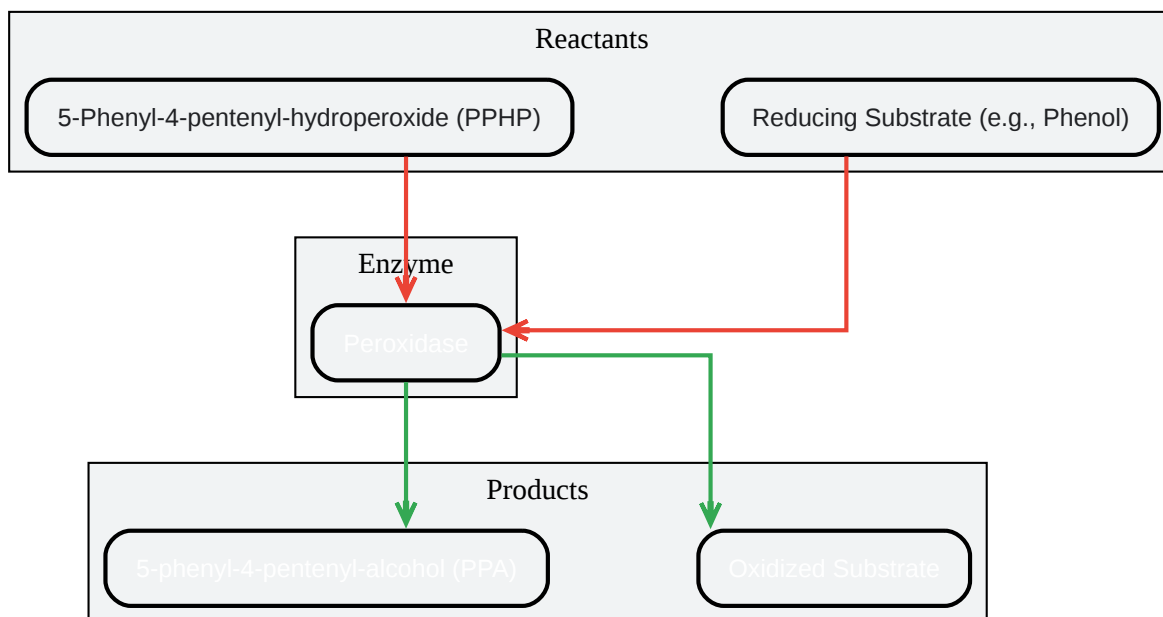 Reactants
5-Phenyl-4-pentenyl-hydroperoxide (PPHP)
Reducing Substrate (e.g., Phenol)
Enzyme
Peroxidase
Products
5-phenyl-4-pentenyl-alcohol (PPA)
Oxidized Substrate